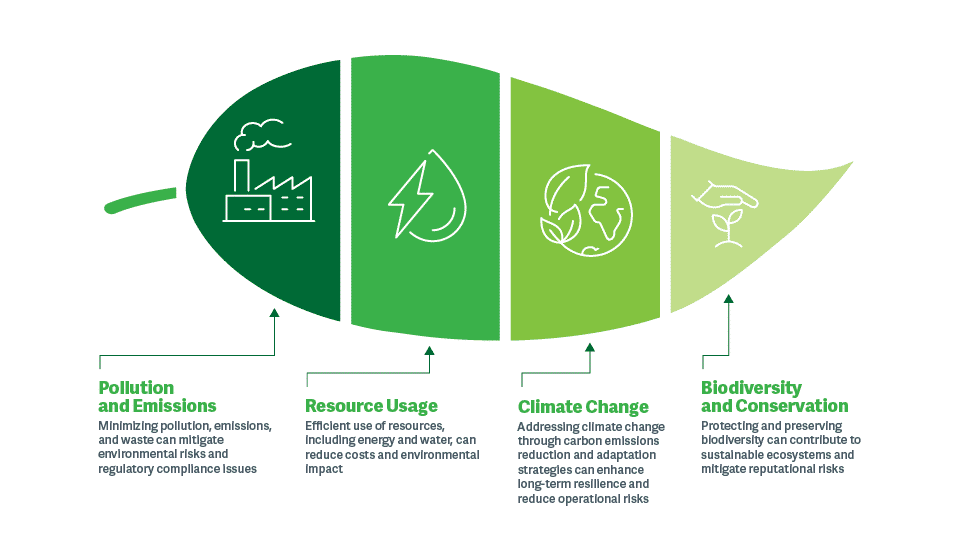 Pollution
and Emissions
Minimizing pollution, emissions,
and waste can mitigate
environmental risks and
regulatory compliance issues
Resource Usage
Efficient use of resources,
including energy and water, can
reduce costs and environmental
impact
Climate Change
Addressing climate change
through carbon emissions
reduction and adaptation
strategies can enhance
long-term resilience and
reduce operational risks
Biodiversity
and Conservation
Protecting and preserving
biodiversity can contribute to
sustainable ecosystems and
mitigate reputational risks